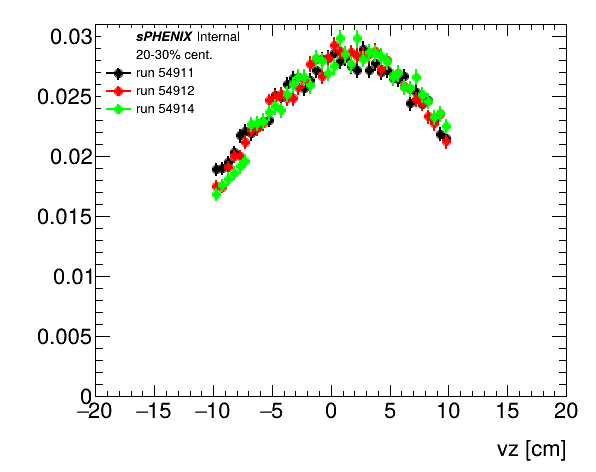 0.03
0.025
0.02
0.015
0.01
0.005
0
sPHENIX Internal
20-30% cent.
run 54911
run 54912
run 54914
−20 −15 −10 −5 0 5 10 15 20
vz [cm]